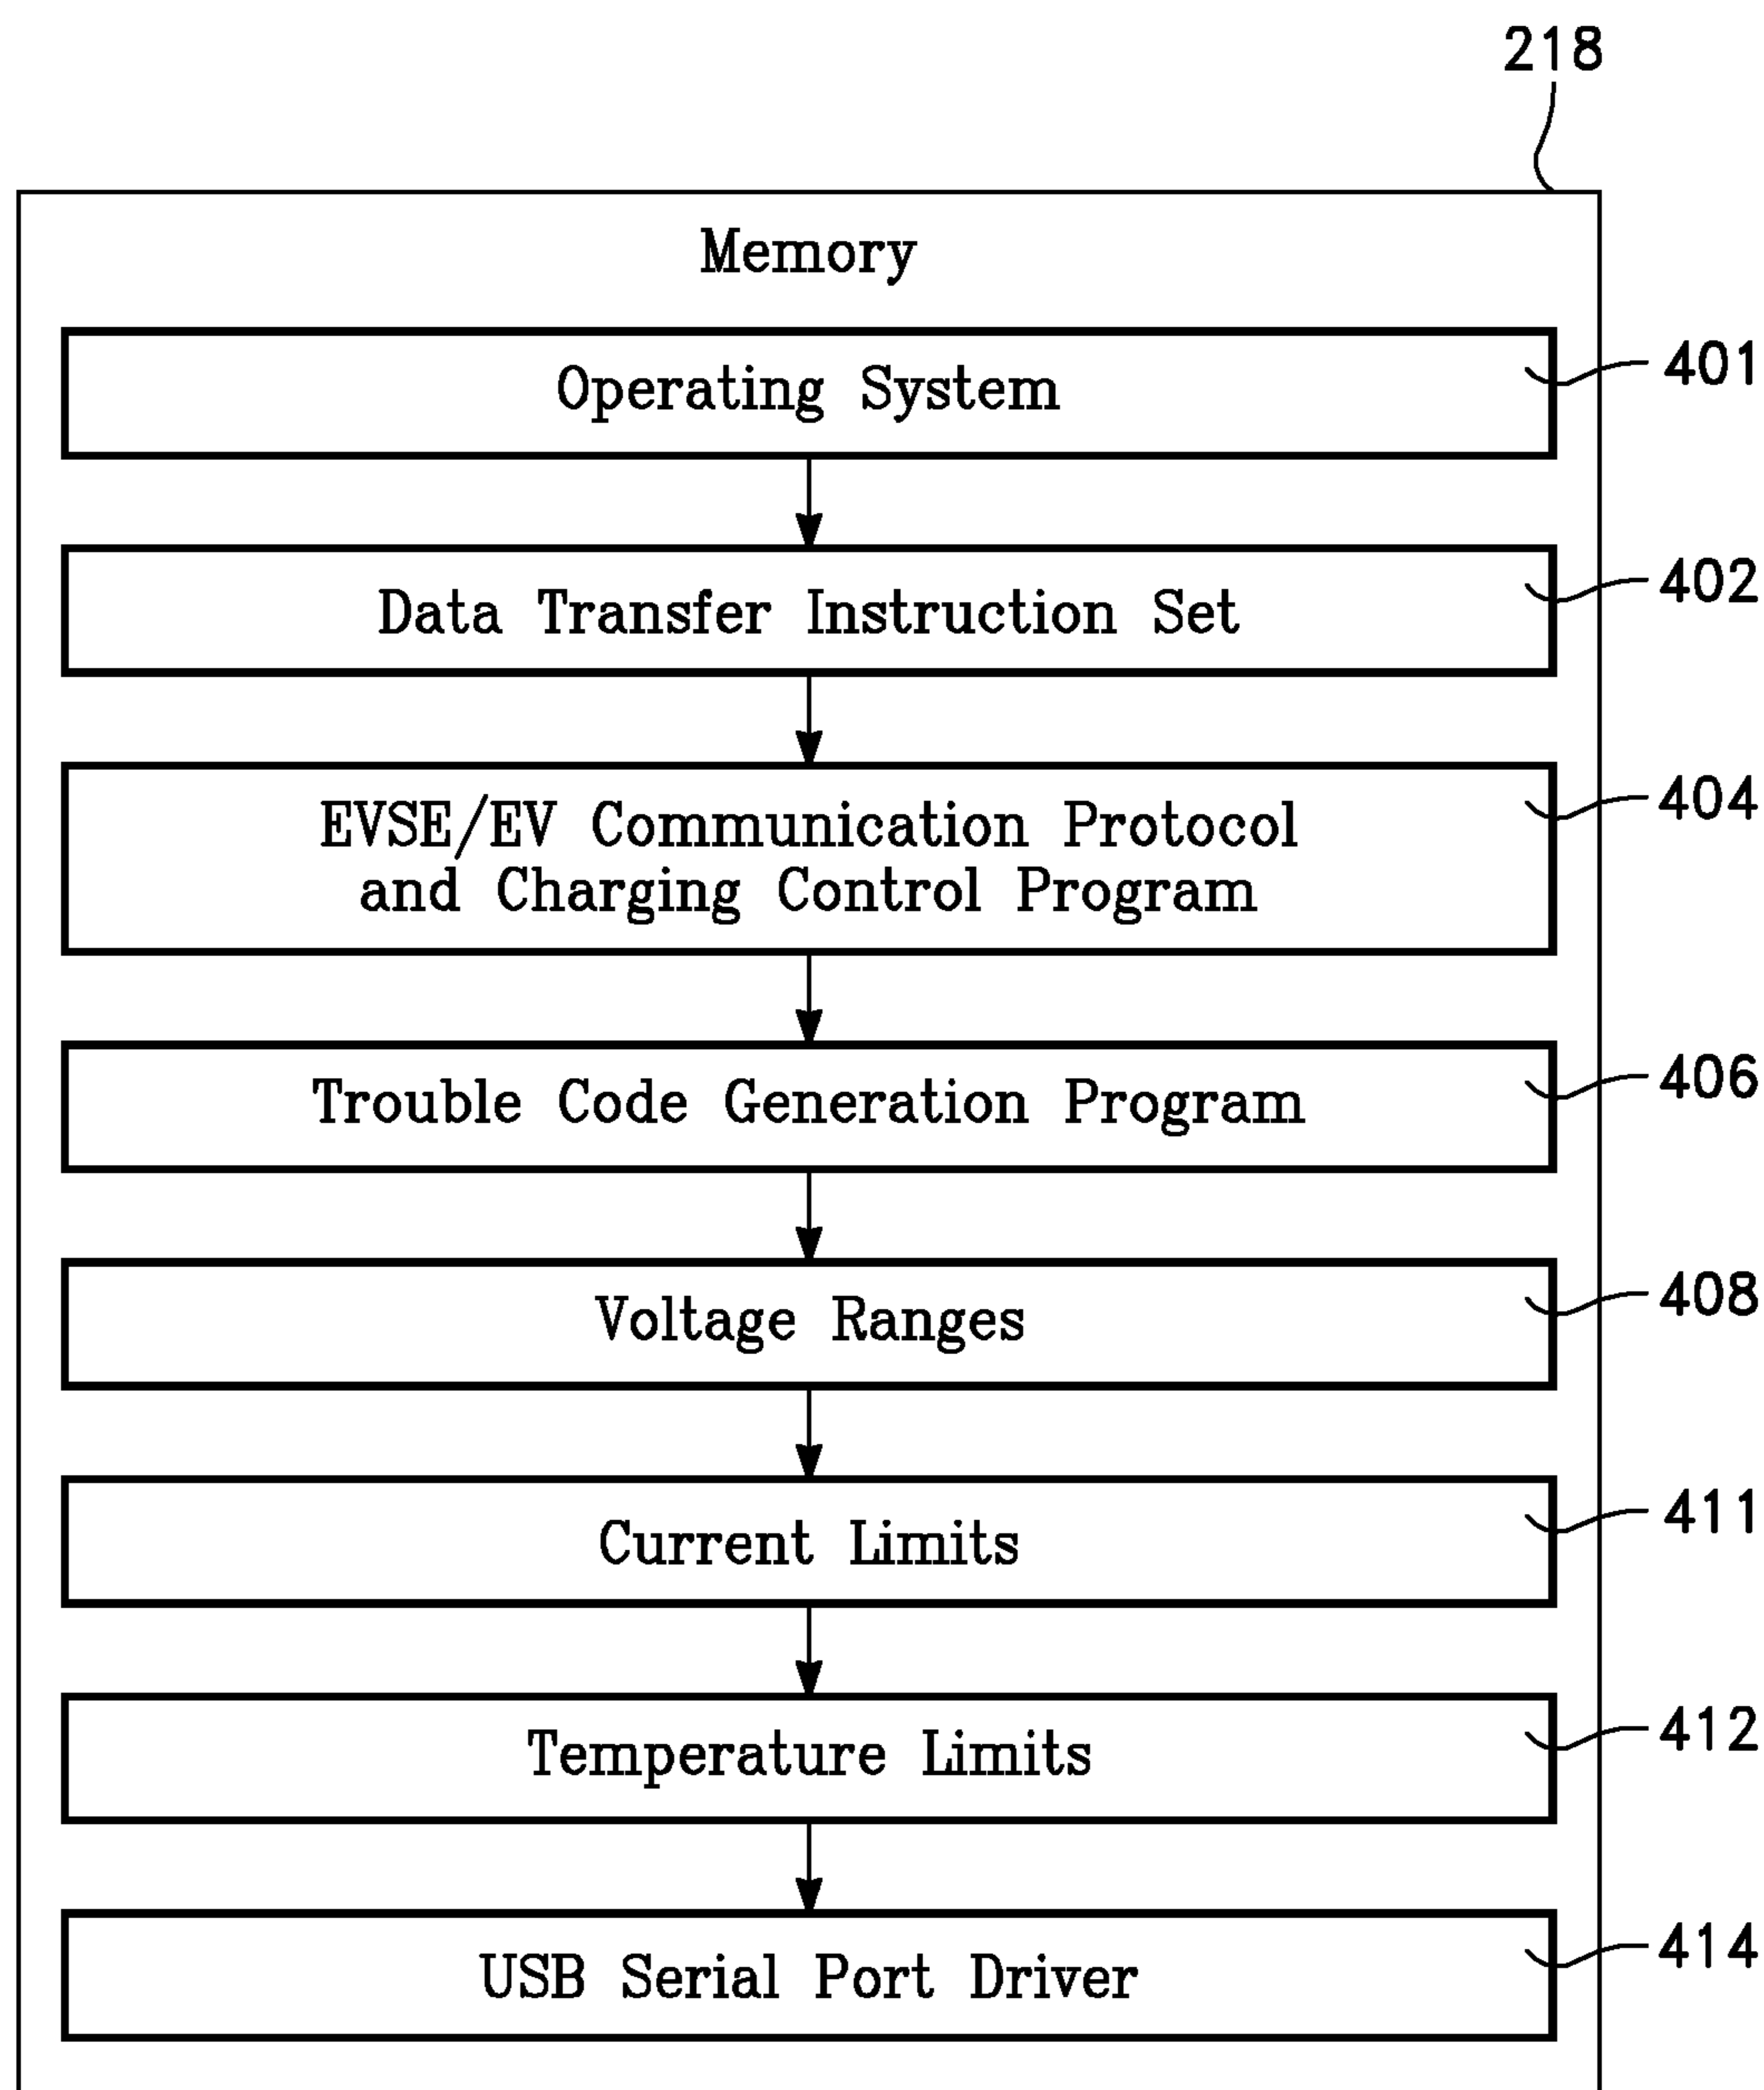 218
Memory
Operating System
401
Data Transfer Instruction Set
402
EVSE/EV Communication Protocol
and Charging Control Program
404
Trouble Code Generation Program
406
Voltage Ranges
408
Current Limits
411
Temperature Limits
412
USB Serial Port Driver
414